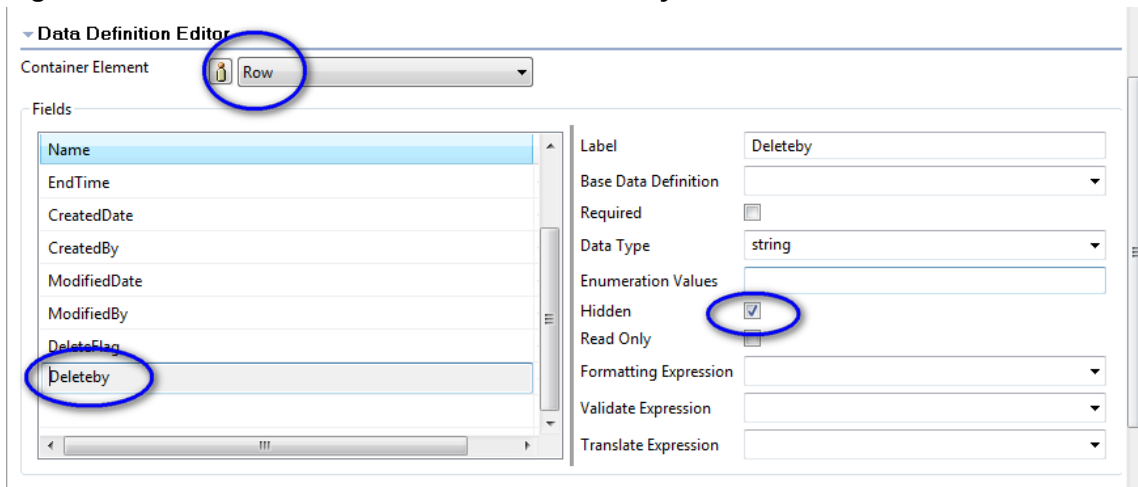 Data Definition Editor
Container Element Row
Fields
Name
EndTime
CreatedDate
CreatedBy
ModifiedDate
ModifiedBy
DeleteFlag
Deleteby
Label Deleteby
Base Data Definition
Required
Data Type string
Enumeration Values
Hidden
Read Only
Formatting Expression
Validate Expression
Translate Expression